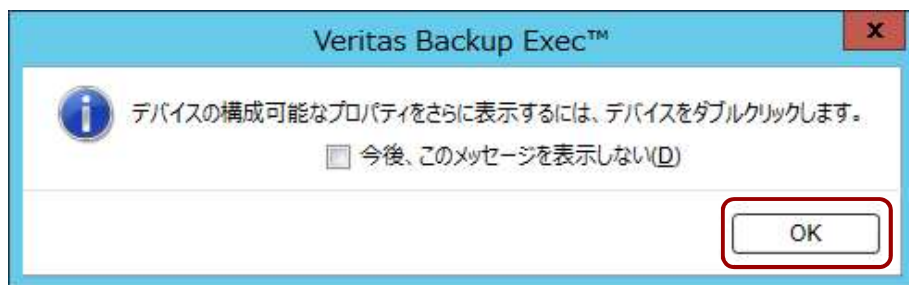 Veritas Backup Exec™
x
デバイスの構成可能なプロパティをさらに表示するには、デバイスをダブルクリックします。
今後、このメッセージを表示しない(D)
OK